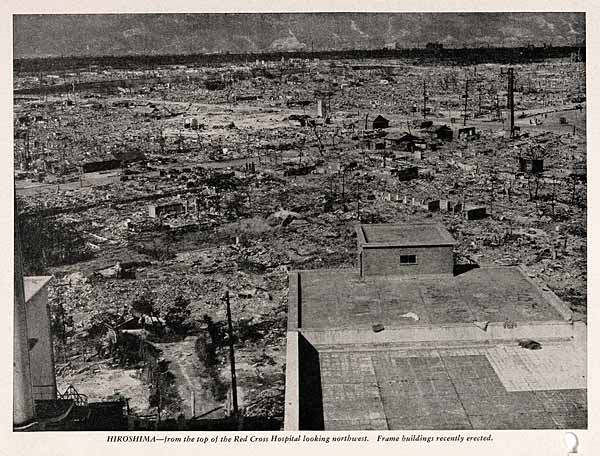 HIROSHIMA—from the top of the Red Cross Hospital looking northwest. Frame buildings recently erected.